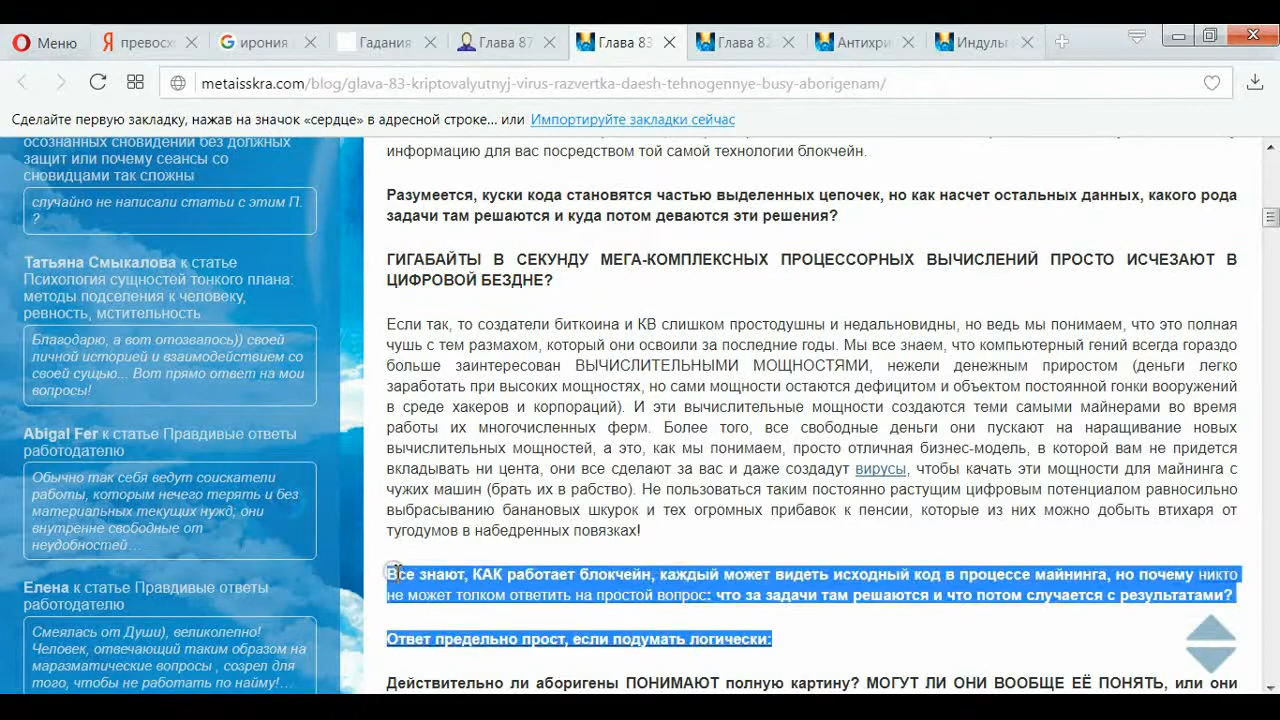 Меню
превосх
ирония
Гадания
Глава 87
Глава 83
Глава 82
Антихри
Индульг
metaisskra.com/blog/glava-83-kriptovalyutnyj-virus-razvertka-daesh-tehnogennye-busy-aborigenam/
Сделайте первую закладку, нажав на значок «сердце» в адресной строке... или Импортируйте закладки сейчас
осознанных сновидений без должных
защит или почему сеансы со
сновидцами так сложны
случайно не написали статьи с этим П.
?
Татьяна Смыкалова к статье
Психология сущностей тонкого плана:
методы подселения к человеку,
ревность, мстительность
Благодарю, а вот отозвалось)) своей
личной историей и взаимодействием со
своей сущью... Вот прямо ответ на мои
вопросы!
Abigal Fer к статье Правдивые ответы
работодателю
Обычно так себя ведут соискатели
работы, которым нечего терять и без
материальных текущих нужд; они
внутренне свободные от
неудобностей…
Елена к статье Правдивые ответы
работодателю
Смеялась от Души), великолепно!
Человек, отвечающий таким образом на
маразматические вопросы , созрел для
того, чтобы не работать по найму!…
информацию для вас посредством той самой технологии блокчейн.
Разумеется, куски кода становятся частью выделенных цепочек, но как насчет остальных данных, какого рода
задачи там решаются и куда потом деваются эти решения?
ГИГАБАЙТЫ В СЕКУНДУ МЕГА-КОМПЛЕКСНЫХ ПРОЦЕССОРНЫХ ВЫЧИСЛЕНИЙ ПРОСТО ИСЧЕЗАЮТ В
ЦИФРОВОЙ БЕЗДНЕ?
Если так, то создатели биткоина и КВ слишком простодушны и недальновидны, но ведь мы понимаем, что это полная
чушь с тем размахом, который они освоили за последние годы. Мы все знаем, что компьютерный гений всегда гораздо
больше заинтересован ВЫЧИСЛИТЕЛЬНЫМИ МОЩНОСТЯМИ, нежели денежным приростом (деньги легко
заработать при высоких мощностях, но сами мощности остаются дефицитом и объектом постоянной гонки вооружений
в среде хакеров и корпораций). И эти вычислительные мощности создаются теми самыми майнерами во время
работы их многочисленных ферм. Более того, все свободные деньги они пускают на наращивание новых
вычислительных мощностей, а это, как мы понимаем, просто отличная бизнес-модель, в которой вам не придется
вкладывать ни цента, они все сделают за вас и даже создадут вирусы, чтобы качать эти мощности для майнинга с
чужих машин (брать их в рабство). Не пользоваться таким постоянно растущим цифровым потенциалом равносильно
выбрасыванию банановых шкурок и тех огромных прибавок к пенсии, которые из них можно добыть втихаря от
тугодумов в набедренных повязках!
Все знают, КАК работает блокчейн, каждый может видеть исходный код в процессе майнинга, но почему никто
не может толком ответить на простой вопрос: что за задачи там решаются и что потом случается с результатами?
Ответ предельно прост, если подумать логически:
Действительно ли аборигены ПОНИМАЮТ полную картину? МОГУТ ЛИ ОНИ ВООБЩЕ ЕЁ ПОНЯТЬ, или они